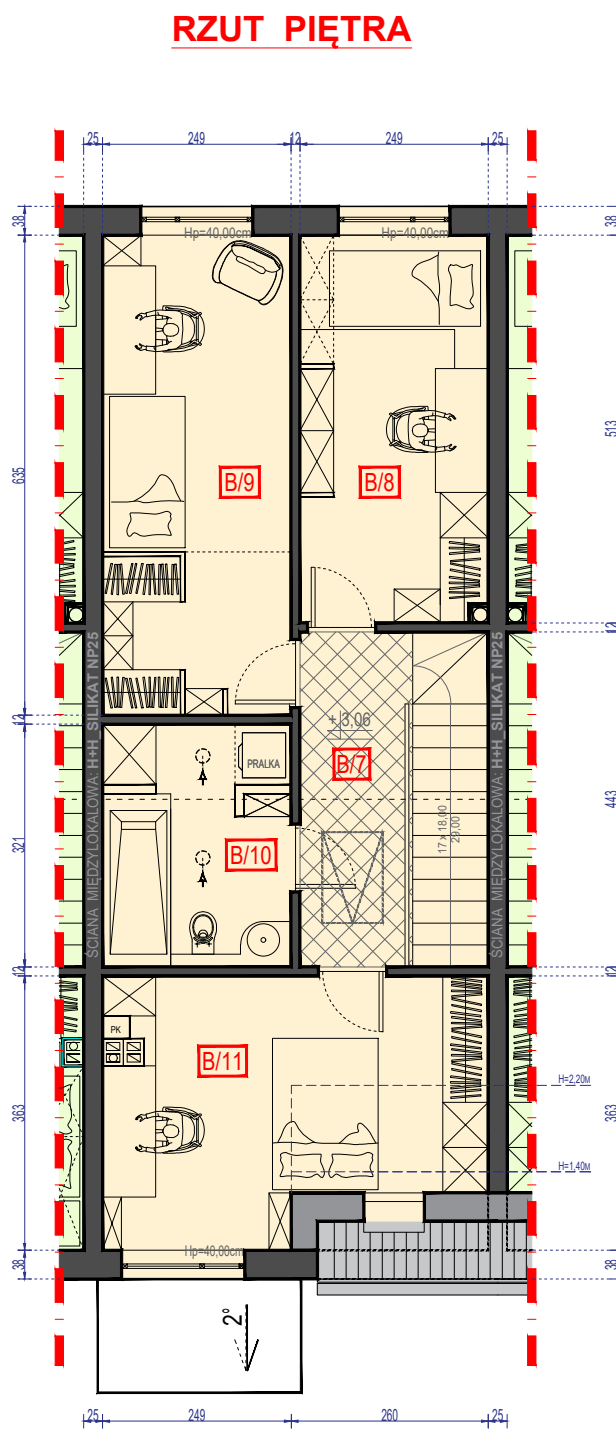 RZUT PIĘTRA
25 249 12 249 25
38
38
Hp=40,00cm
Hp=40,00cm
635
513
B/9
B/8
12
12
ŚCIANA MIĘDZYLOKALOWA: H+H SILIKAT NP25
ŚCIANA MIĘDZYLOKALOWA: H+H SILIKAT NP25
+ 3,06
B/7
PRALKA
17 x 18,00
29,00
321
443
B/10
12
12
PK
B/11
H=2,20M
363
363
H=1,40M
Hp=40,00cm
38
38
2°
25 249 260 25